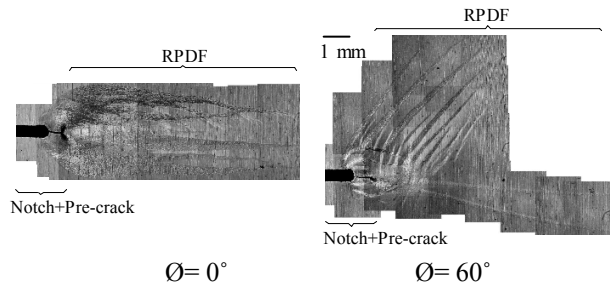 RPDF
RPDF
1 mm
Notch+Pre-crack
Notch+Pre-crack
Ø= 0˚
Ø= 60˚